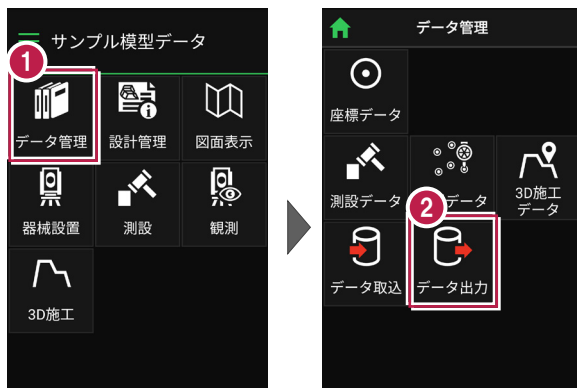 サンプル模型データ
1
データ管理
設計管理
図面表示
器械設置
測設
観測
3D施工
データ管理
座標データ
測設データ
データ
3D施工
データ
2
データ取込
データ出力